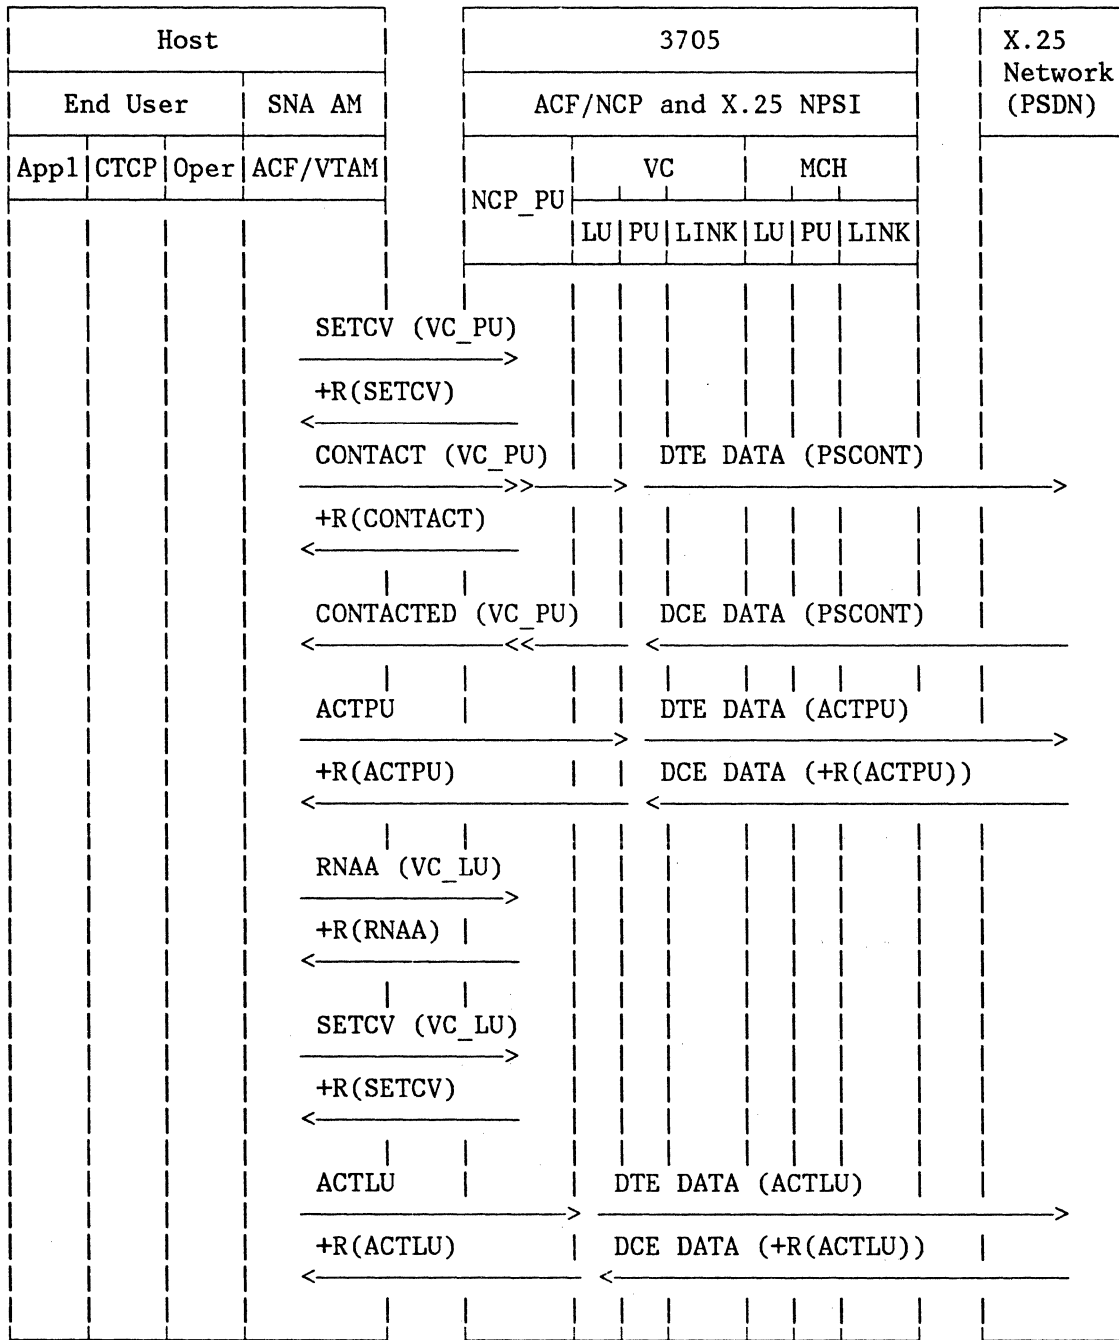 Host 3705 X.25
Network
End User SNA AM ACF/NCP and X.25 NPSI (PSDN)
Appl CTCP Oper ACF/VTAM NCP_PU VC MCH
LU PU LINK LU PU LINK
SETCV (VC_PU)
+R(SETCV)
CONTACT (VC_PU) DTE DATA (PSCONT)
+R(CONTACT)
CONTACTED (VC_PU) DCE DATA (PSCONT)
ACTPU DTE DATA (ACTPU)
+R(ACTPU) DCE DATA (+R(ACTPU))
RNAA (VC_LU)
+R(RNAA)
SETCV (VC_LU)
+R(SETCV)
ACTLU DTE DATA (ACTLU)
+R(ACTLU) DCE DATA (+R(ACTLU))